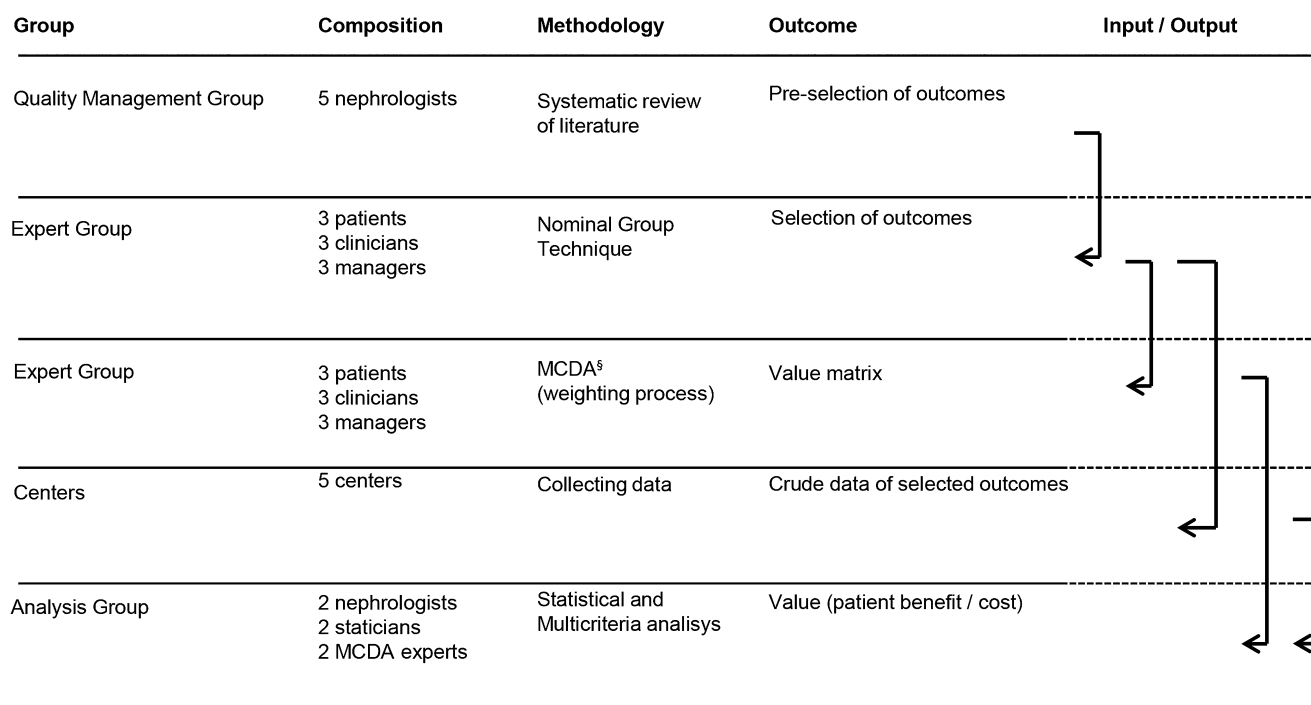 Group Composition Methodology Outcome Input / Output
Quality Management Group 5 nephrologists Systematic review Pre-selection of outcomes
of literature
Expert Group 3 patients Nominal Group Selection of outcomes
3 clinicians Technique
3 managers
Expert Group 3 patients MCDA§ Value matrix
3 clinicians (weighting process)
3 managers
Centers 5 centers Collecting data Crude data of selected outcomes
Analysis Group 2 nephrologists Statistical and Value (patient benefit / cost)
2 staticians Multicriteria analisys
2 MCDA experts